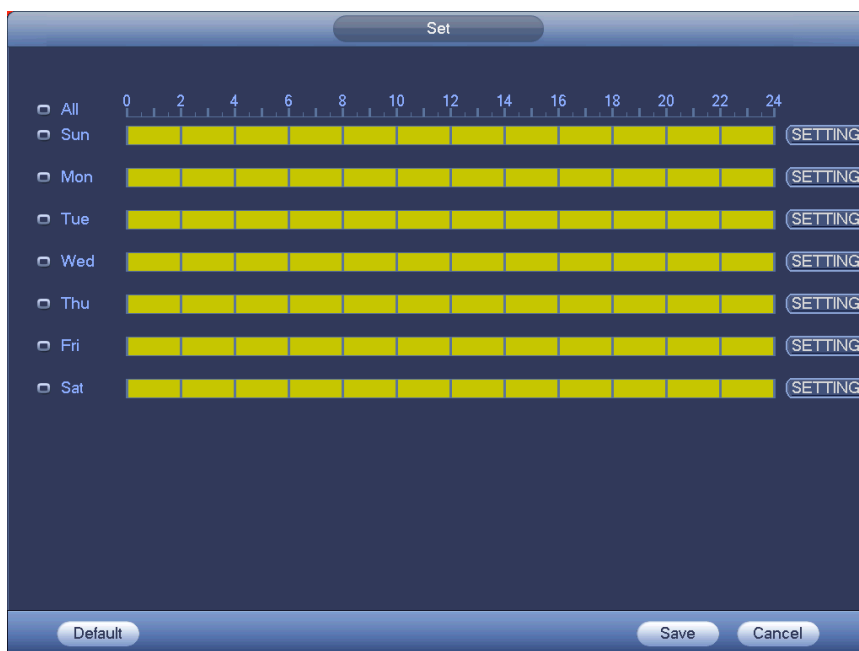 Set
All 0 2 4 6 8 10 12 14 16 18 20 22 24
Sun SETTING
Mon SETTING
Tue SETTING
Wed SETTING
Thu SETTING
Fri SETTING
Sat SETTING
Default Save Cancel